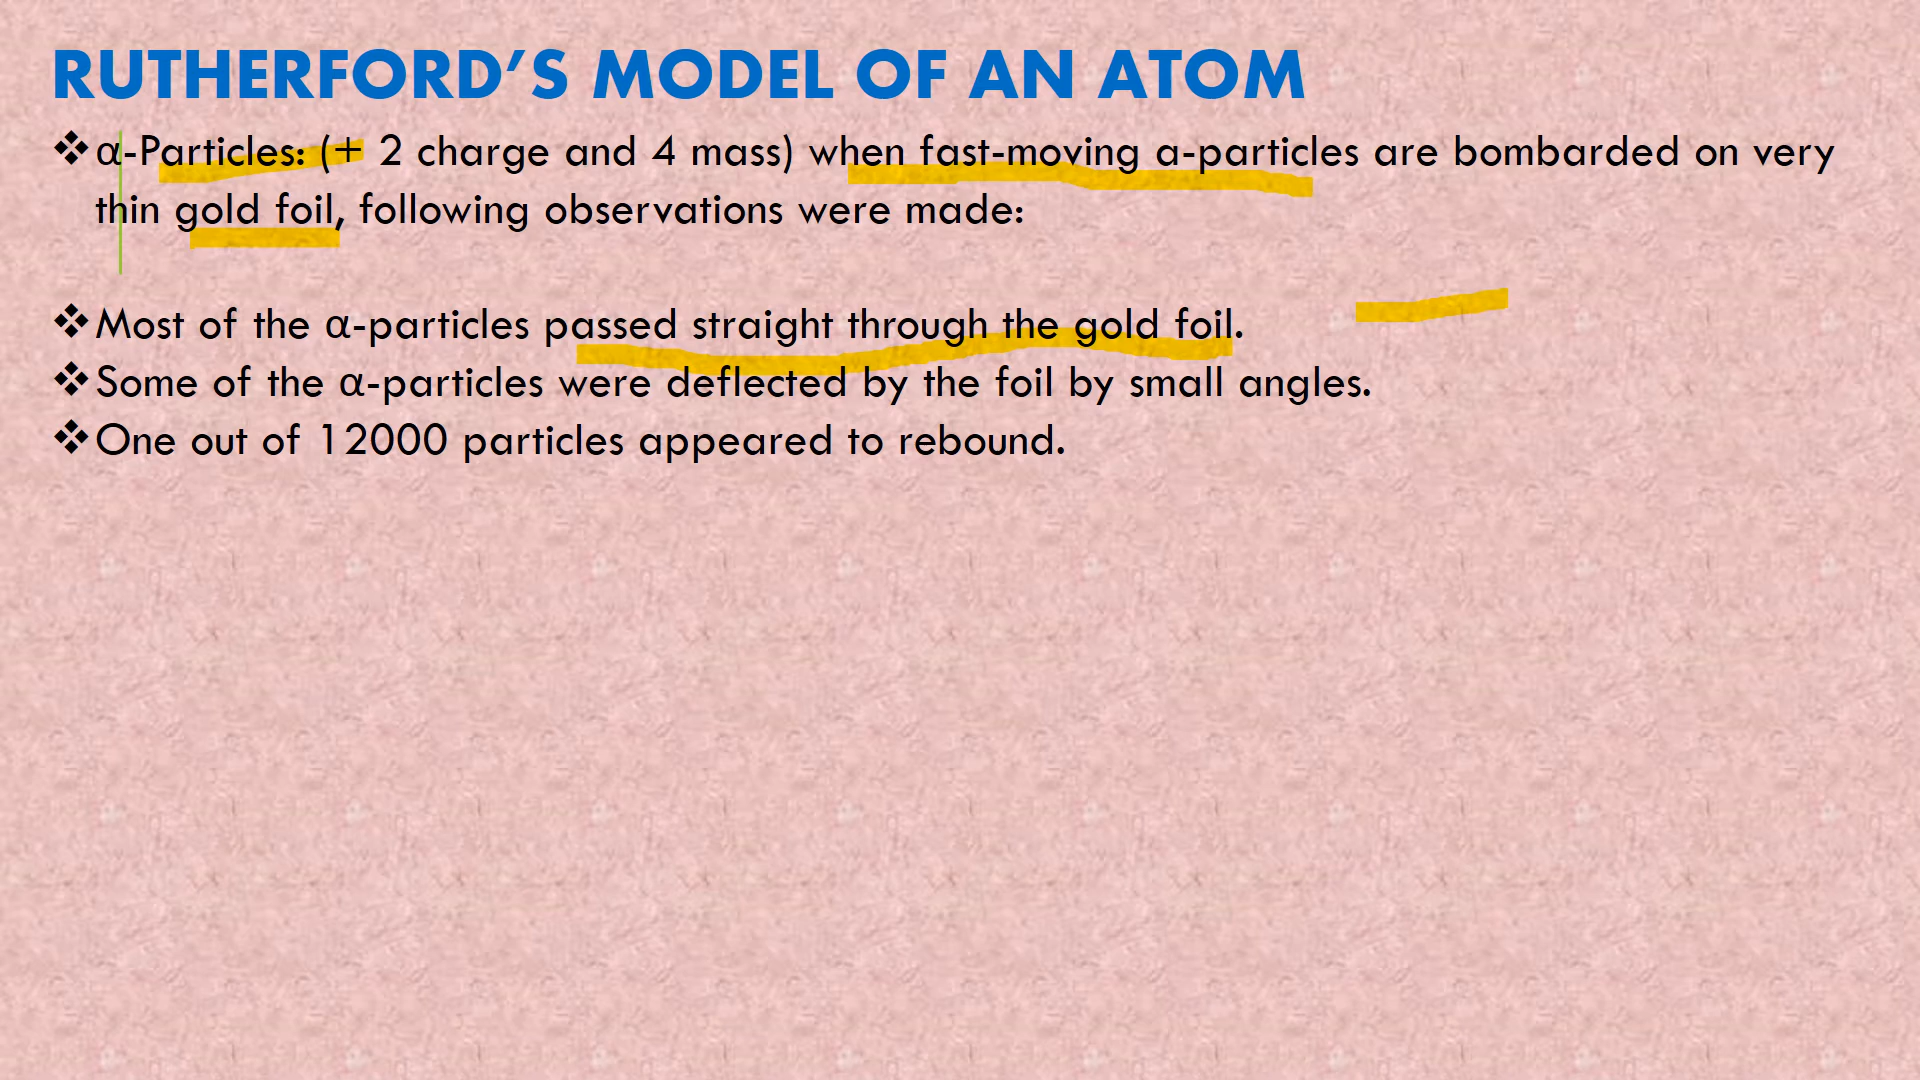 RUTHERFORD’S MODEL OF AN ATOM
❖α-Particles: (+ 2 charge and 4 mass) when fast-moving a-particles are bombarded on very
thin gold foil, following observations were made:
❖Most of the α-particles passed straight through the gold foil.
❖Some of the α-particles were deflected by the foil by small angles.
❖One out of 12000 particles appeared to rebound.